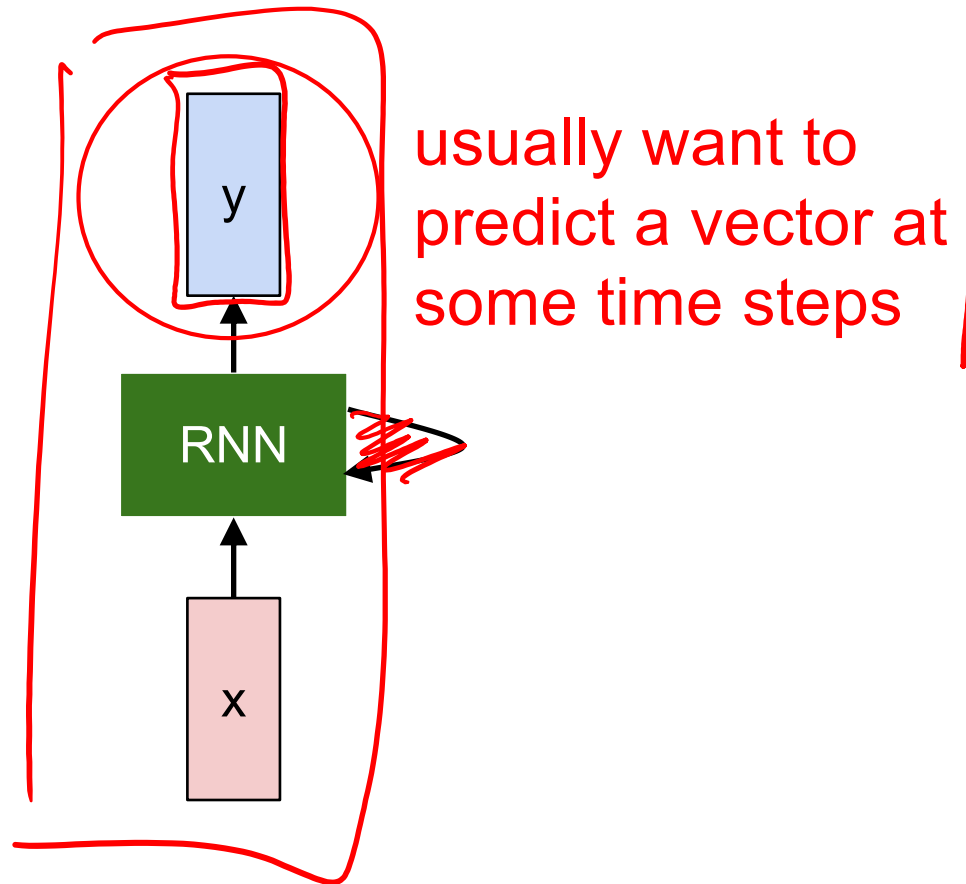 y
usually want to
predict a vector at
some time steps
RNN
x